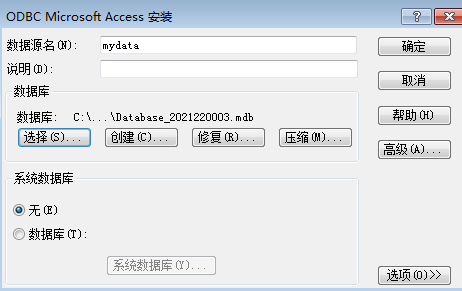 ODBC Microsoft Access 安装
数据源名(N): mydata
确定
说明(D):
取消
数据库
数据库: C:\...\Database_2021220003.mdb
帮助(H)
选择(S)... 创建(C)... 修复(R)... 压缩(M)...
高级(A)...
系统数据库
无(E)
数据库(T):
系统数据库(Y)...
选项(O)>>